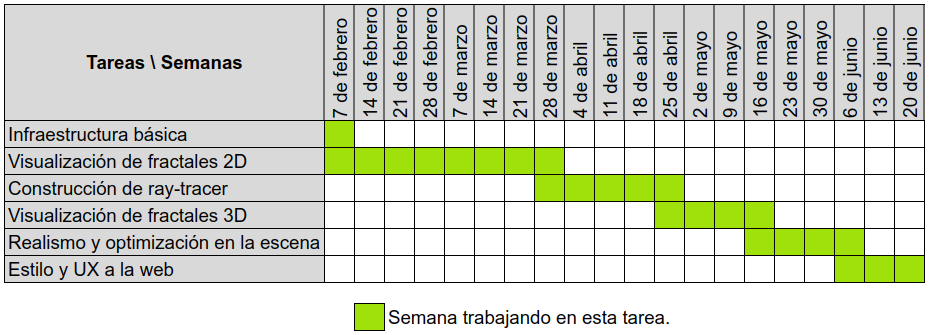 Tareas \ Semanas
7 de febrero
14 de febrero
21 de febrero
28 de febrero
7 de marzo
14 de marzo
21 de marzo
28 de marzo
4 de abril
11 de abril
18 de abril
25 de abril
2 de mayo
9 de mayo
16 de mayo
23 de mayo
30 de mayo
6 de junio
13 de junio
20 de junio
Infraestructura básica
Visualización de fractales 2D
Construcción de ray-tracer
Visualización de fractales 3D
Realismo y optimización en la escena
Estilo y UX a la web
Semana trabajando en esta tarea.